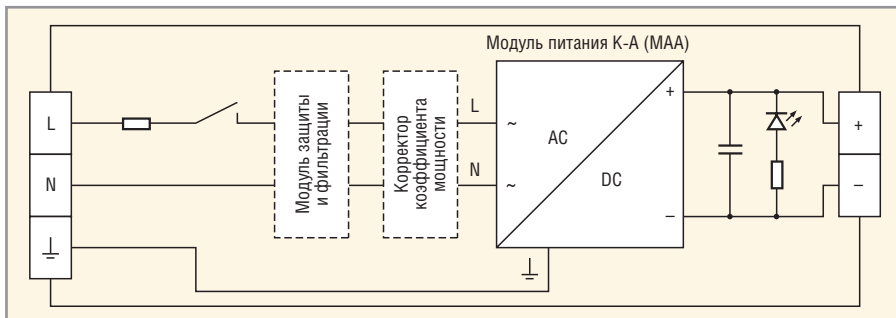 Модуль питания К-А (МАА)
L
N
Модуль защиты
и фильтрации
Корректор
коэффициента
мощности
L
N
~
~
AC
DC
+
–
+
–